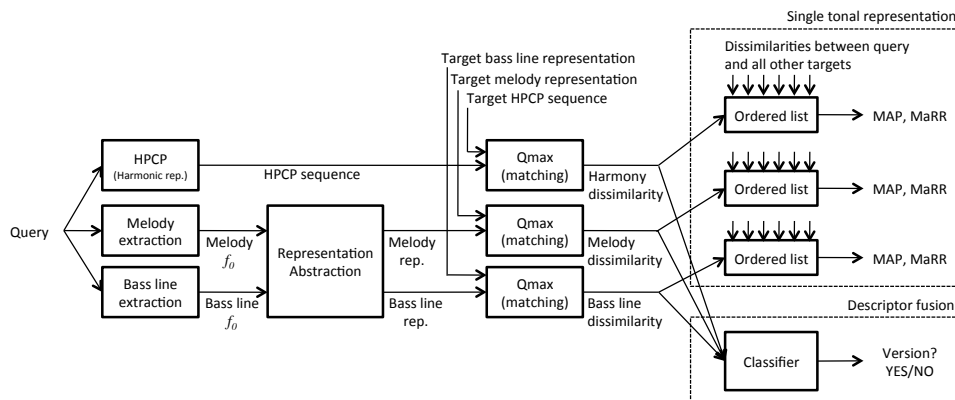 Single tonal representation
Dissimilarities between query
and all other targets
Target bass line representation
Target melody representation
Target HPCP sequence
Ordered list
MAP, MaRR
HPCP
(Harmonic rep.)
HPCP sequence
Qmax
(matching)
Harmony
dissimilarity
Ordered list
MAP, MaRR
Query
Melody
extraction
Melody
f0
Representation
Abstraction
Melody
rep.
Qmax
(matching)
Melody
dissimilarity
Ordered list
MAP, MaRR
Bass line
extraction
Bass line
f0
Bass line
rep.
Qmax
(matching)
Bass line
dissimilarity
Descriptor fusion
Classifier
Version?
YES/NO